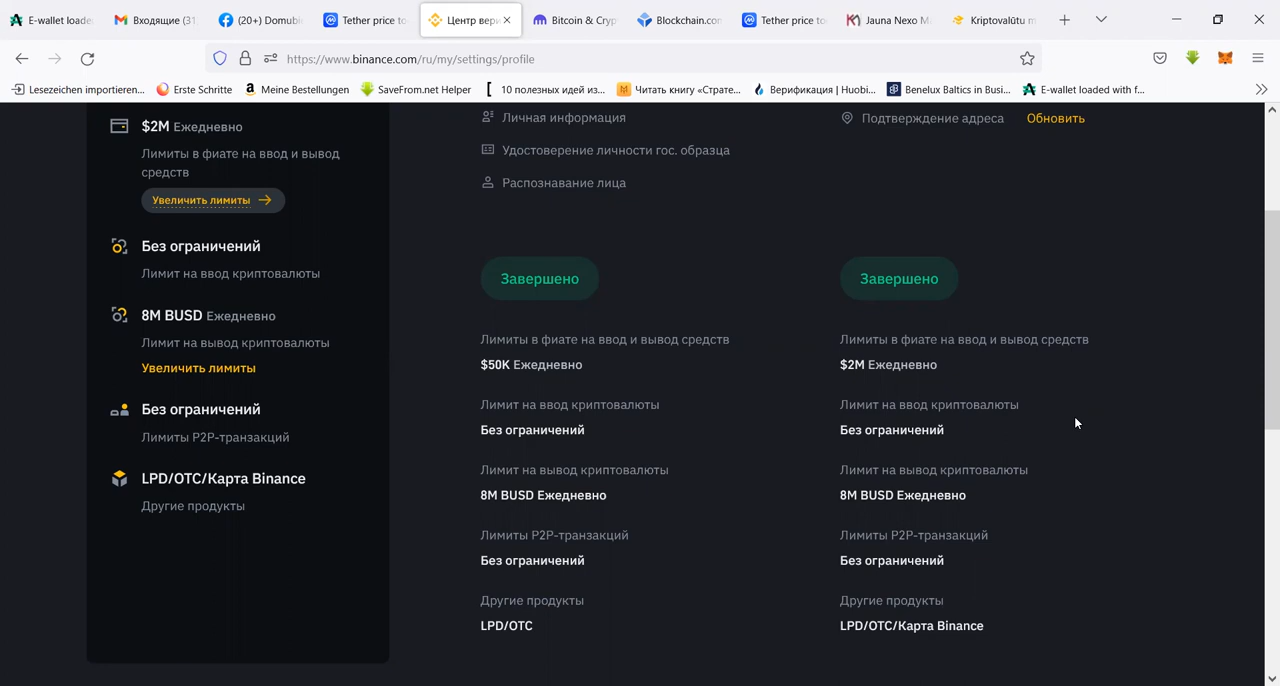 E-wallet loade
Входящие (31
(20+) Domubi
Tether price to
Центр вери
Bitcoin & Cryp
Blockchain.com
Tether price to
Jauna Nexo M
Kriptovalūtu m
https://www.binance.com/ru/my/settings/profile
Lesezeichen importieren...
Erste Schritte
Meine Bestellungen
SaveFrom.net Helper
10 полезных идей из...
Читать книгу «Страте...
Верификация | Huobi...
Benelux Baltics in Busi...
E-wallet loaded with f...
$2M Ежедневно
Лимиты в фиате на ввод и вывод
средств
Увеличить лимиты
Без ограничений
Лимит на ввод криптовалюты
8M BUSD Ежедневно
Лимит на вывод криптовалюты
Увеличить лимиты
Без ограничений
Лимиты P2P-транзакций
LPD/OTC/Карта Binance
Другие продукты
Личная информация
Удостоверение личности гос. образца
Распознавание лица
Завершено
Лимиты в фиате на ввод и вывод средств
$50K Ежедневно
Лимит на ввод криптовалюты
Без ограничений
Лимит на вывод криптовалюты
8M BUSD Ежедневно
Лимиты P2P-транзакций
Без ограничений
Другие продукты
LPD/OTC
Подтверждение адреса Обновить
Завершено
Лимиты в фиате на ввод и вывод средств
$2M Ежедневно
Лимит на ввод криптовалюты
Без ограничений
Лимит на вывод криптовалюты
8M BUSD Ежедневно
Лимиты P2P-транзакций
Без ограничений
Другие продукты
LPD/OTC/Карта Binance